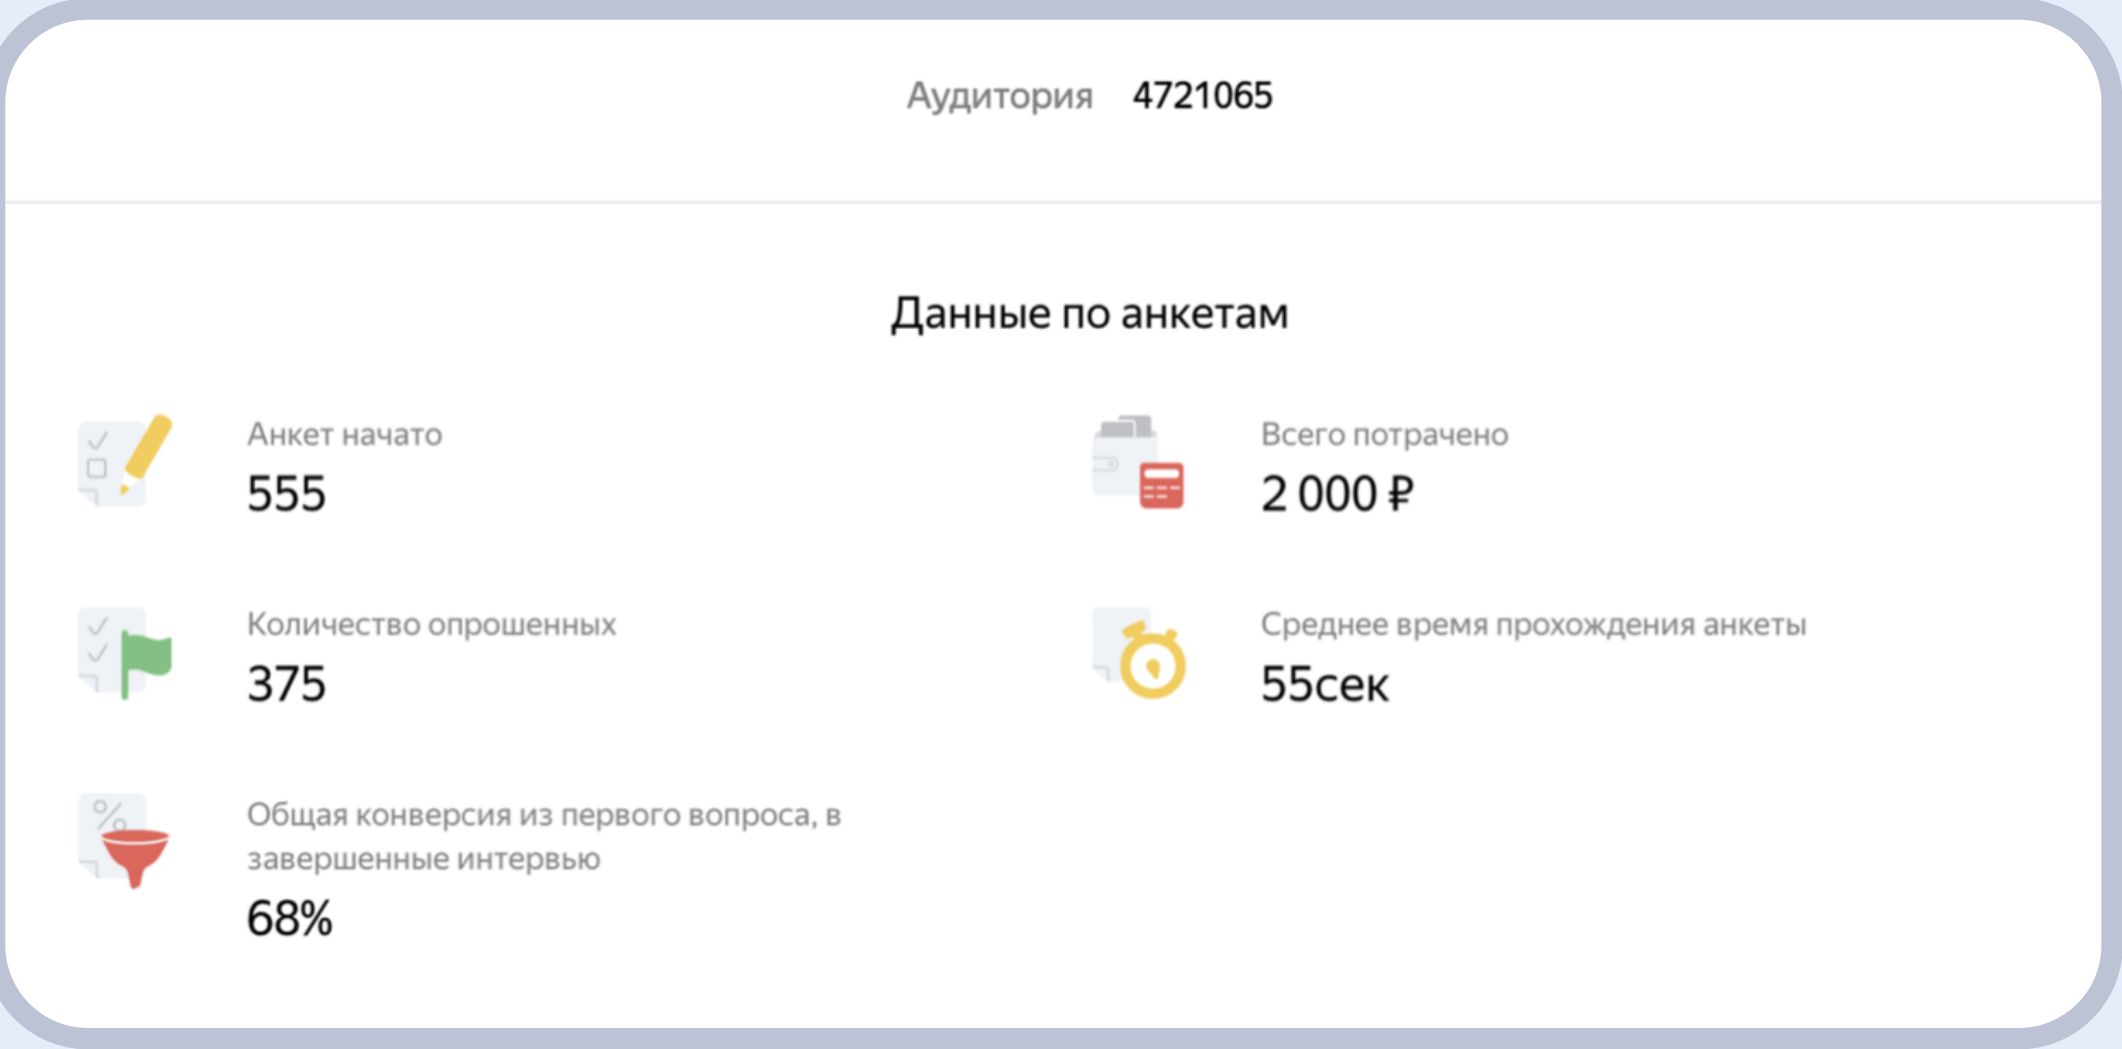 Аудитория 4721065
Данные по анкетам
Анкет начато
555
Всего потрачено
2 000 ₽
Количество опрошенных
375
Среднее время прохождения анкеты
55сек
Общая конверсия из первого вопроса, в
завершенные интервью
68%